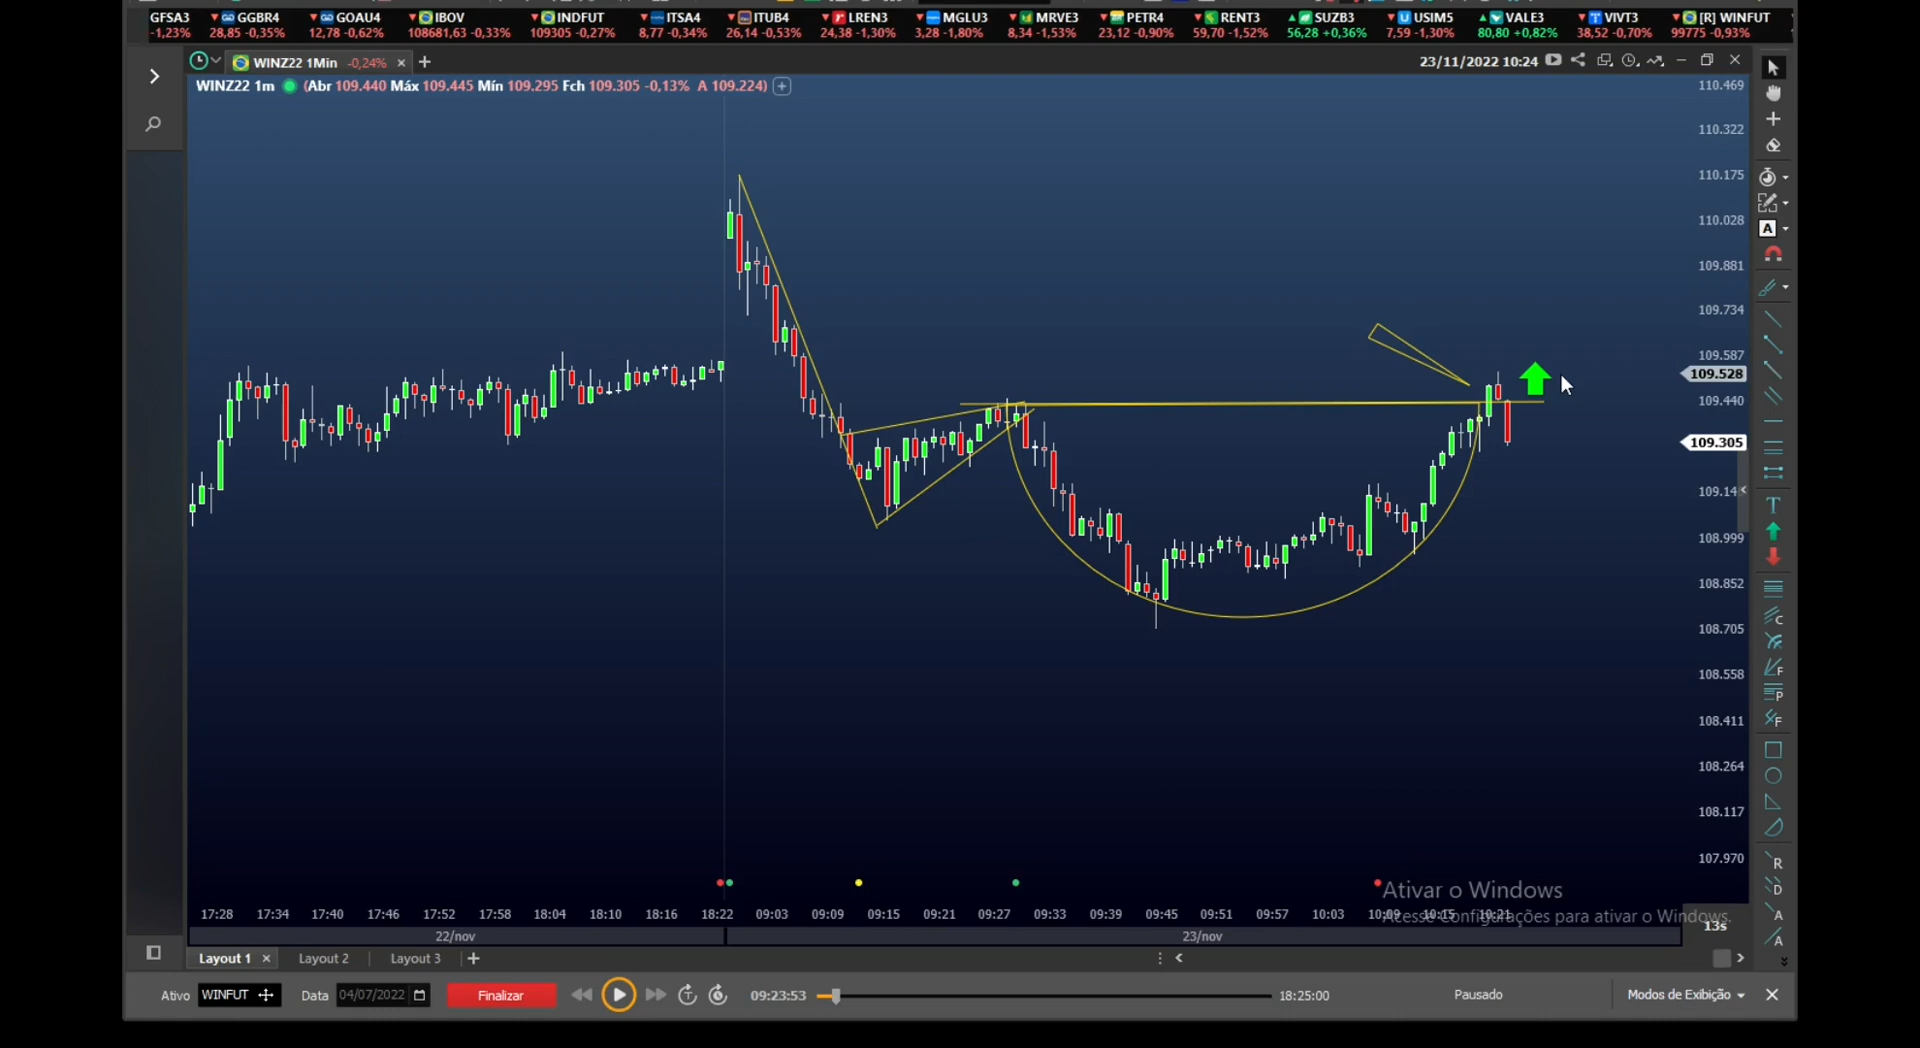 GFSA3 GGBR4 GOAU4 IBOV INDFUT ITSA4 ITUB4 LREN3 MGLU3 MRVE3 PETR4 RENT3 SUZB3 USIM5 VALE3 VIVT3 [R] WINFUT
-1,23% 28,85 -0,35% 12,78 -0,62% 108681,63 -0,33% 109305 -0,27% 8,77 -0,34% 26,14 -0,53% 24,38 -1,30% 3,28 -1,80% 8,34 -1,53% 23,12 -0,90% 59,70 -1,52% 56,28 +0,36% 7,59 -1,30% 80,80 +0,82% 38,52 -0,70% 99775 -0,93%
WINZ22 1Min -0,24% 23/11/2022 10:24
WINZ22 1m (Abr 109.440 Máx 109.445 Mín 109.295 Fch 109.305 -0,13% A 109.224)
110.469
110.322
110.175
110.028
109.881
109.734
109.587
109.528
109.440
109.305
109.14
108.999
108.852
108.705
108.558
108.411
108.264
108.117
107.970
Ativar o Windows
Acesse Configurações para ativar o Windows.
17:28 17:34 17:40 17:46 17:52 17:58 18:04 18:10 18:16 18:22 09:03 09:09 09:15 09:21 09:27 09:33 09:39 09:45 09:51 09:57 10:03 10:09 10:15 10:21
13s
22/nov 23/nov
Layout 1 Layout 2 Layout 3
Ativo WINFUT Data 04/07/2022 Finalizar 09:23:53 18:25:00 Pausado Modos de Exibição